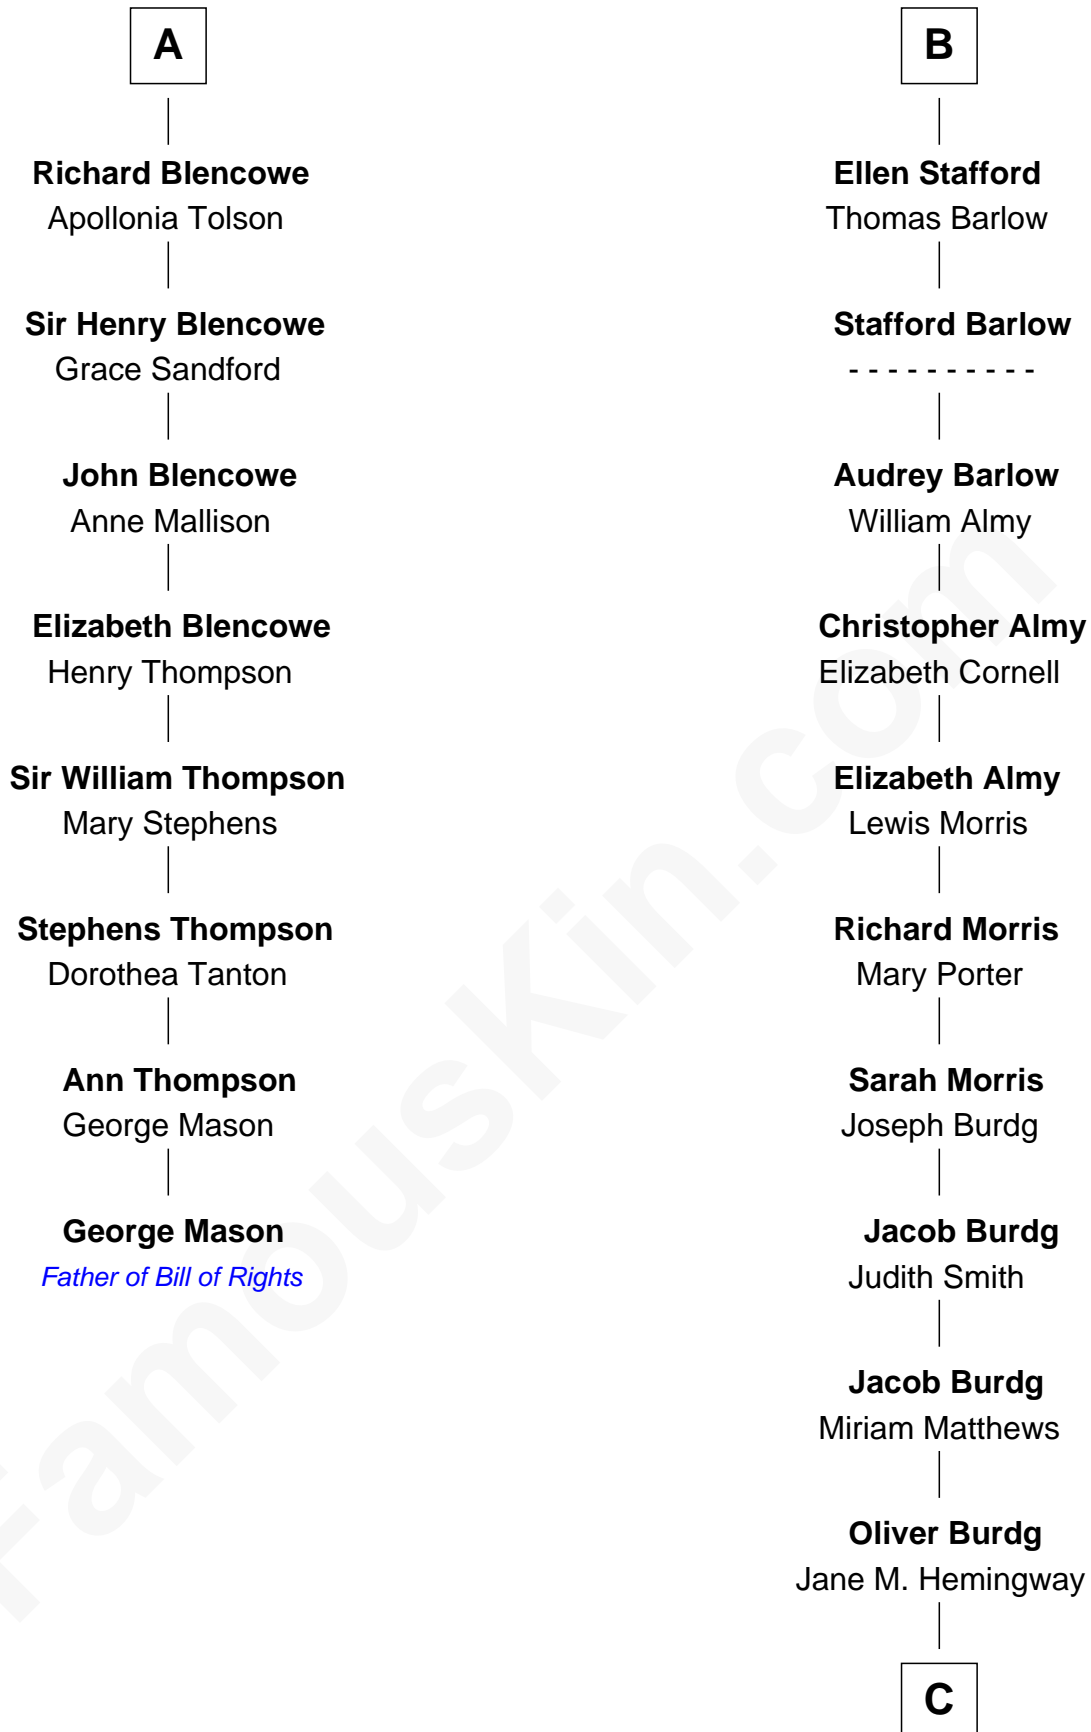 A
Richard Blencowe
Apollonia Tolson
Sir Henry Blencowe
Grace Sandford
John Blencowe
Anne Mallison
Elizabeth Blencowe
Henry Thompson
Sir William Thompson
Mary Stephens
Stephens Thompson
Dorothea Tanton
Ann Thompson
George Mason
George Mason
Father of Bill of Rights
B
Ellen Stafford
Thomas Barlow
Stafford Barlow
- - - - - - - - - -
Audrey Barlow
William Almy
Christopher Almy
Elizabeth Cornell
Elizabeth Almy
Lewis Morris
Richard Morris
Mary Porter
Sarah Morris
Joseph Burdg
Jacob Burdg
Judith Smith
Jacob Burdg
Miriam Matthews
Oliver Burdg
Jane M. Hemingway
C
FamousKin.com